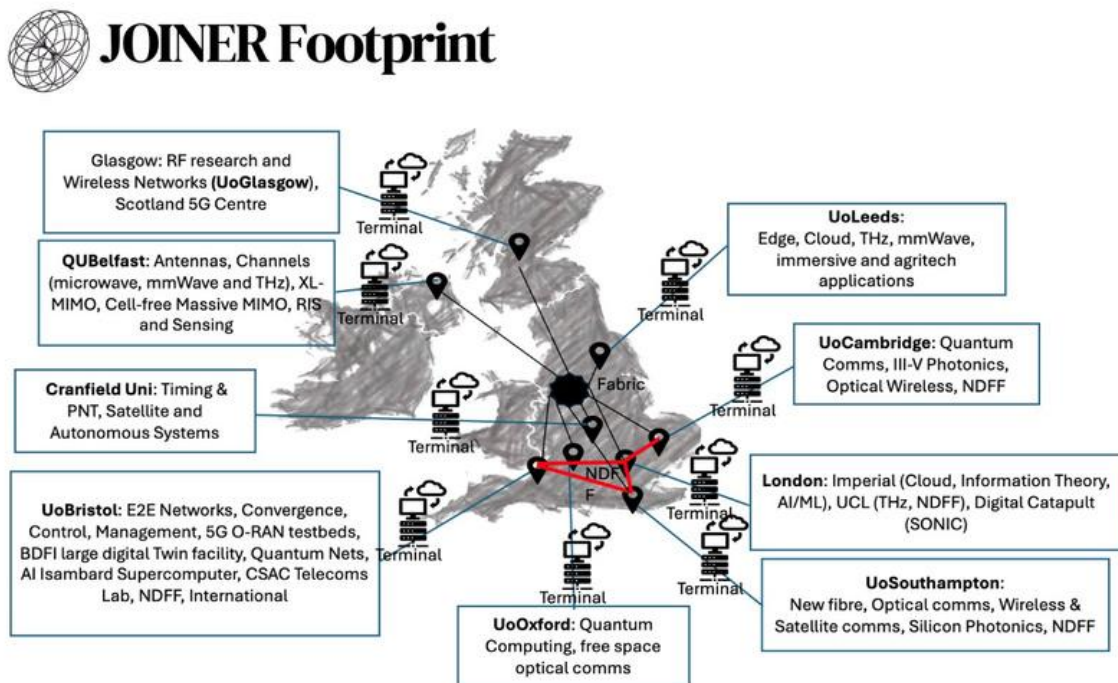 JOINER Footprint
Glasgow: RF research and
Wireless Networks (UoGlasgow),
Scotland 5G Centre
Terminal
QUBelfast: Antennas, Channels
(microwave, mmWave and THz), XL-
MIMO, Cell-free Massive MIMO, RIS
and Sensing
Terminal
UoLeeds:
Edge, Cloud, THz, mmWave,
immersive and agritech
applications
Terminal
UoCambridge: Quantum
Comms, III-V Photonics,
Optical Wireless, NDFF
Terminal
Fabric
Cranfield Uni: Timing &
PNT, Satellite and
Autonomous Systems
Terminal
NDF
F
London: Imperial (Cloud, Information Theory,
AI/ML), UCL (THz, NDFF), Digital Catapult
(SONIC)
Terminal
UoBristol: E2E Networks, Convergence,
Control, Management, 5G O-RAN testbeds,
BDFI large digital Twin facility, Quantum Nets,
AI Isambard Supercomputer, CSAC Telecoms
Lab, NDFF, International
Terminal
Terminal
UoOxford: Quantum
Computing, free space
optical comms
Terminal
UoSouthampton:
New fibre, Optical comms, Wireless &
Satellite comms, Silicon Photonics, NDFF